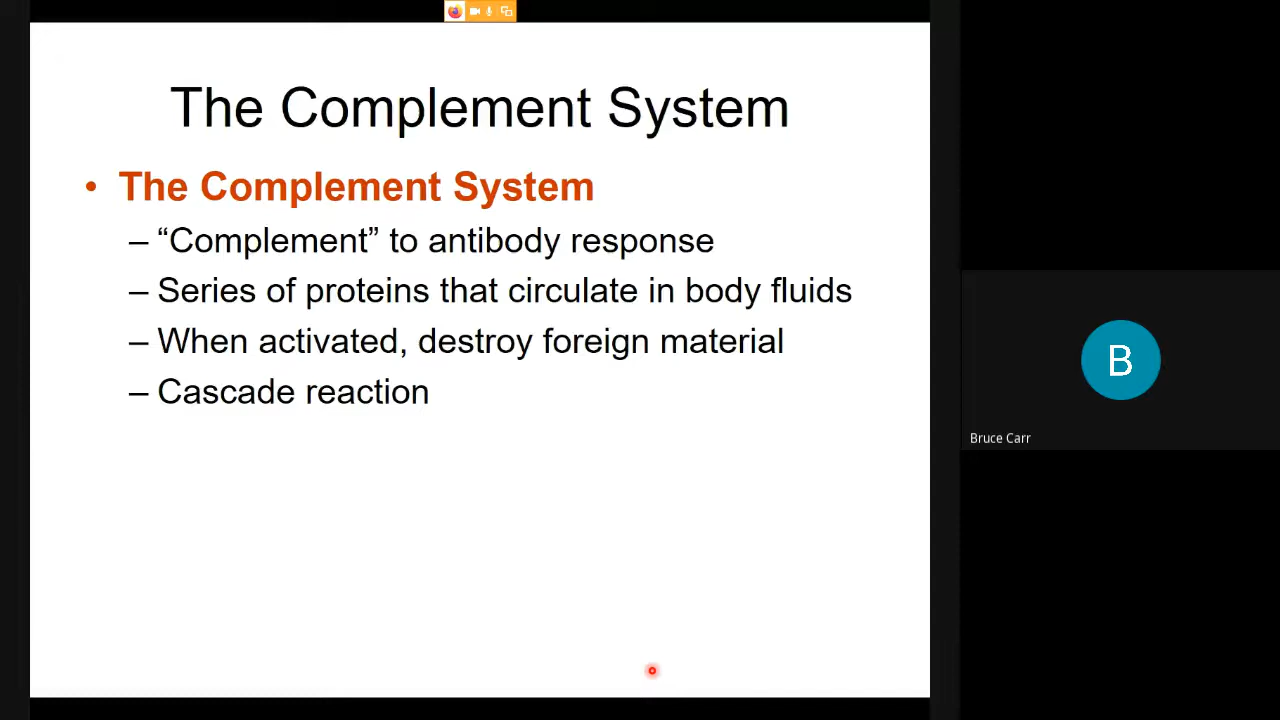 The Complement System
• The Complement System
– “Complement” to antibody response
– Series of proteins that circulate in body fluids
– When activated, destroy foreign material
– Cascade reaction
B
Bruce Carr